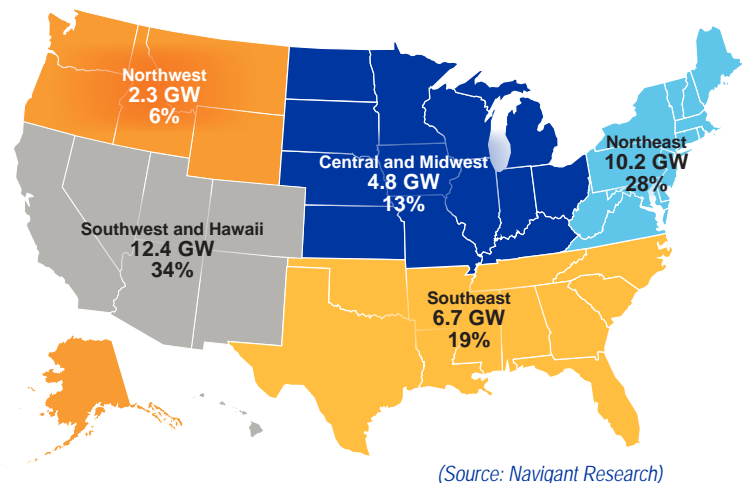 Northwest
2.3 GW
6%
Central and Midwest
4.8 GW
13%
Northeast
10.2 GW
28%
Southwest and Hawaii
12.4 GW
34%
Southeast
6.7 GW
19%
(Source: Navigant Research)